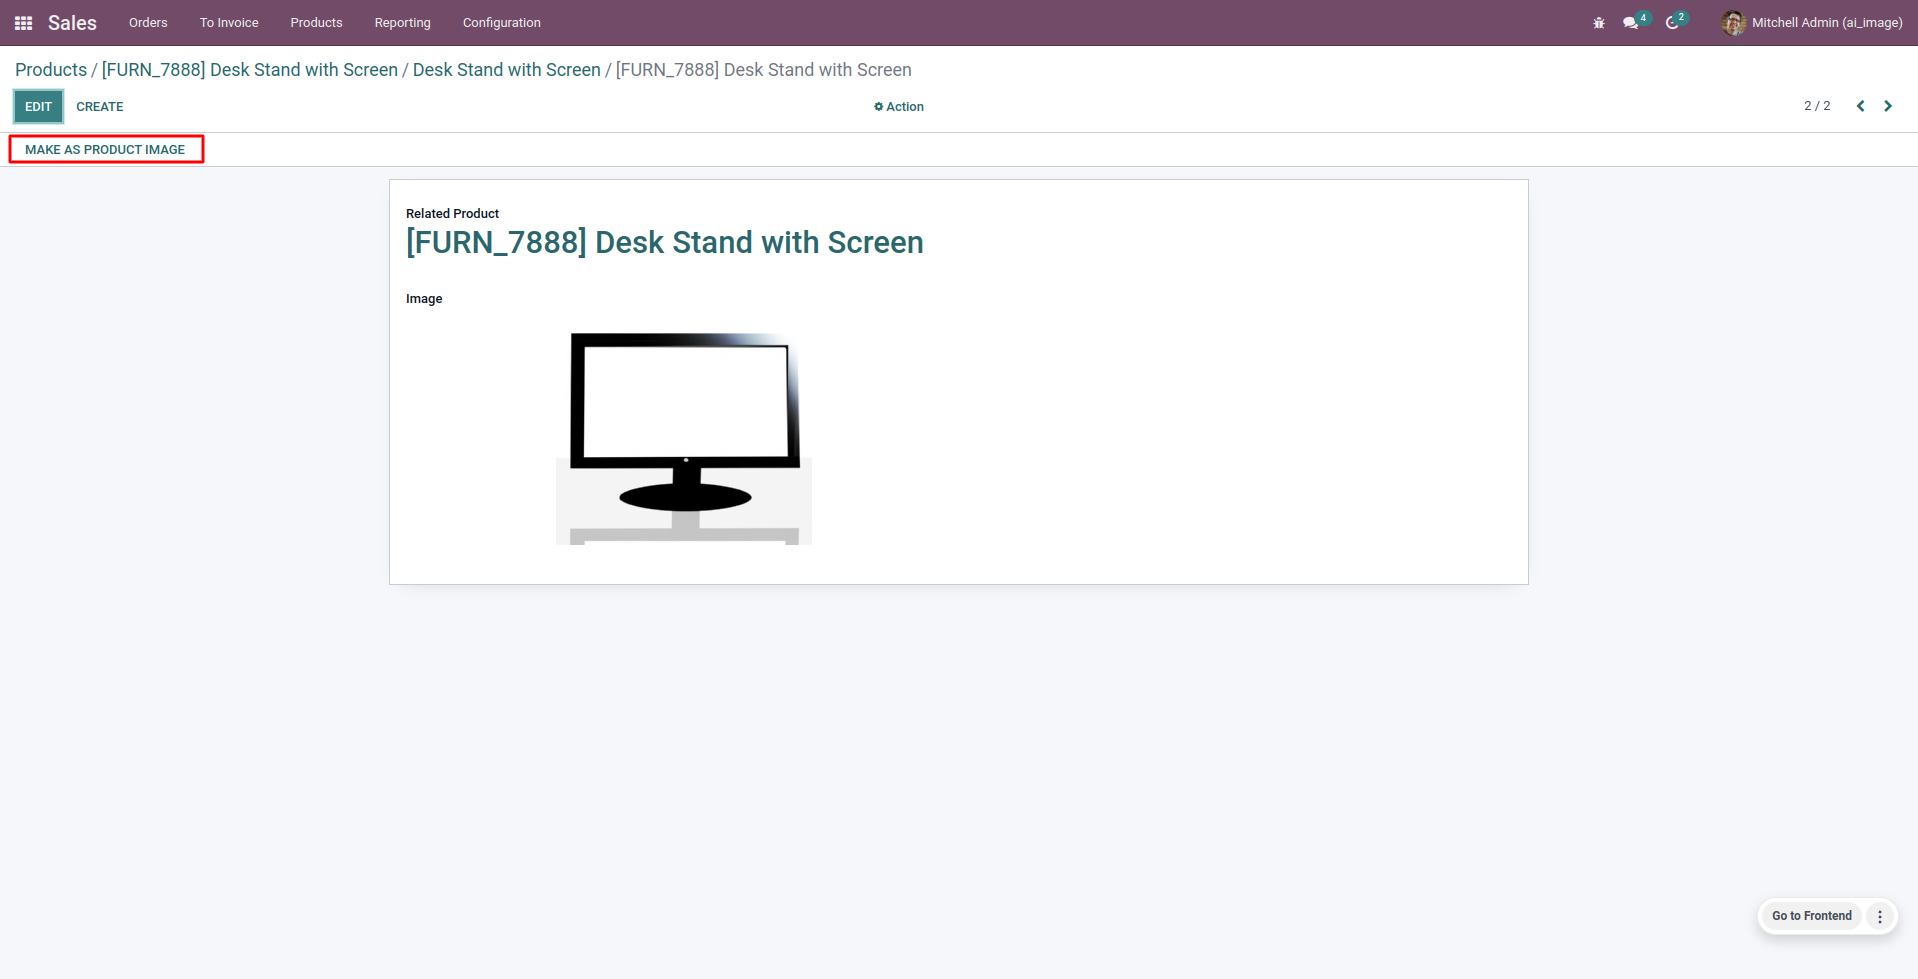 Sales Orders To Invoice Products Reporting Configuration 4 2 Mitchell Admin (ai_image)
Products / [FURN_7888] Desk Stand with Screen / Desk Stand with Screen / [FURN_7888] Desk Stand with Screen
EDIT CREATE Action 2 / 2
MAKE AS PRODUCT IMAGE
Related Product
[FURN_7888] Desk Stand with Screen
Image
Go to Frontend